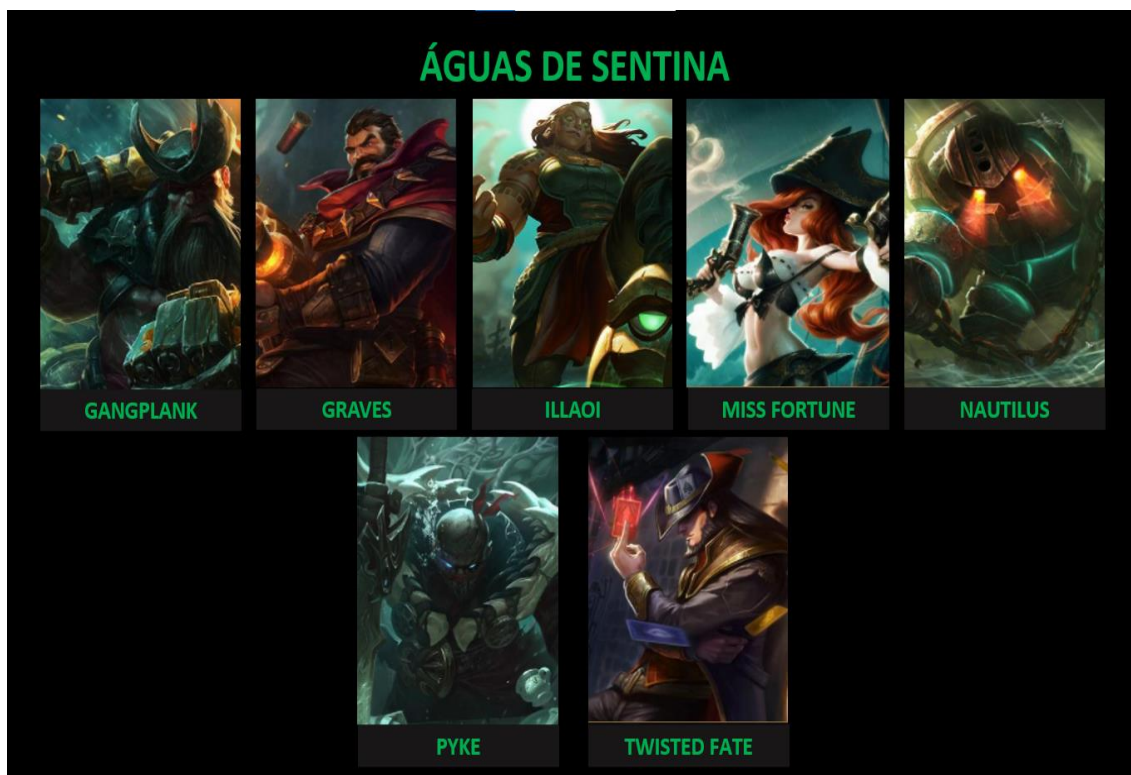 ÁGUAS DE SENTINA
GANGPLANK
GRAVES
ILLAOI
MISS FORTUNE
NAUTILUS
PYKE
TWISTED FATE